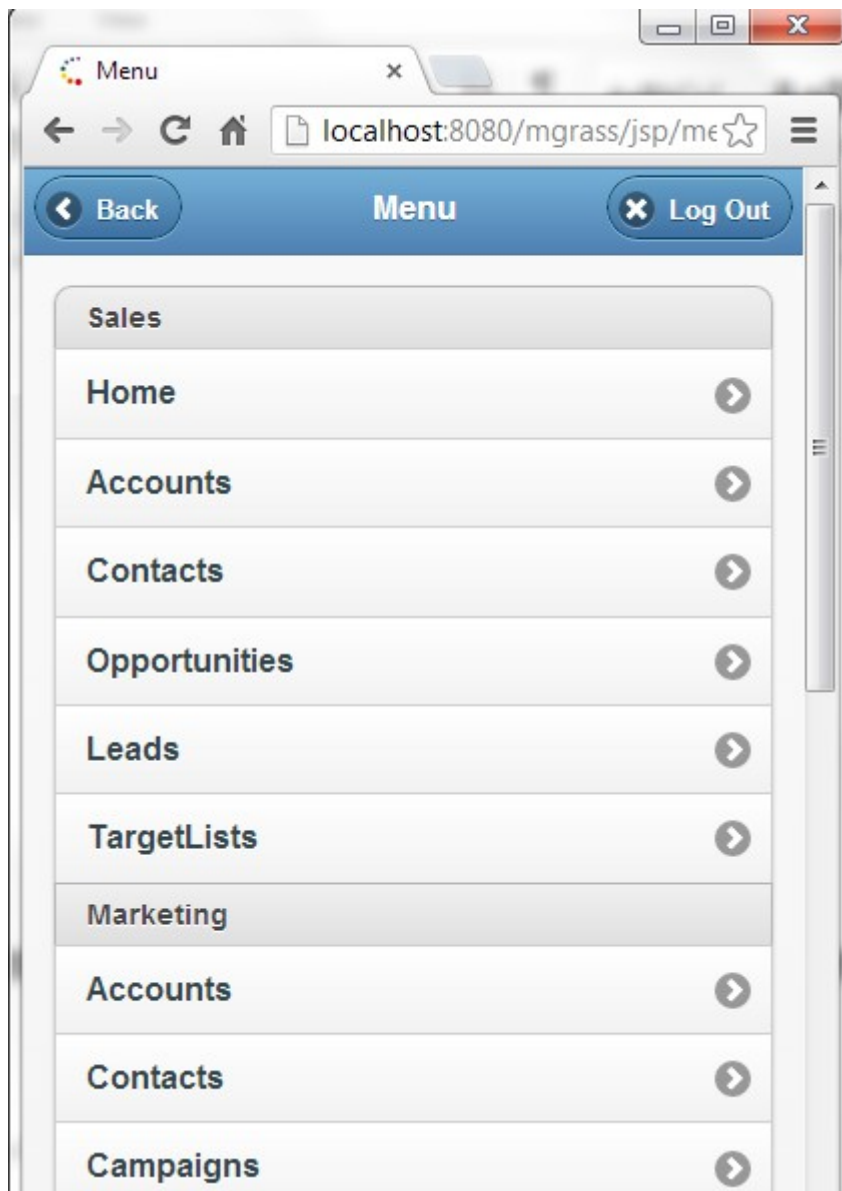 Menu
localhost:8080/mgrass/jsp/me
Back Menu Log Out
Sales
Home
Accounts
Contacts
Opportunities
Leads
TargetLists
Marketing
Accounts
Contacts
Campaigns